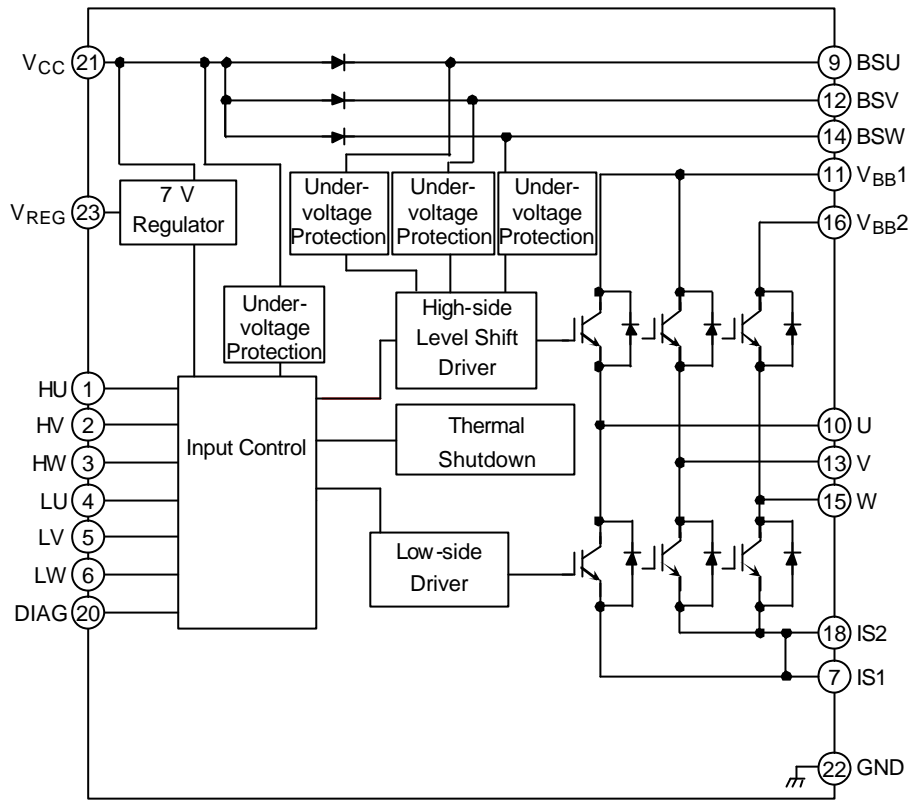 VCC 21
9 BSU
12 BSV
14 BSW
11 VBB1
7 V
Regulator
VREG 23
Under-
voltage
Protection
Under-
voltage
Protection
Under-
voltage
Protection
16 VBB2
Under-
voltage
Protection
High-side
Level Shift
Driver
HU 1
HV 2
HW 3
LU 4
LV 5
LW 6
DIAG 20
Input Control
Thermal
Shutdown
Low-side
Driver
10 U
13 V
15 W
18 IS2
7 IS1
22 GND